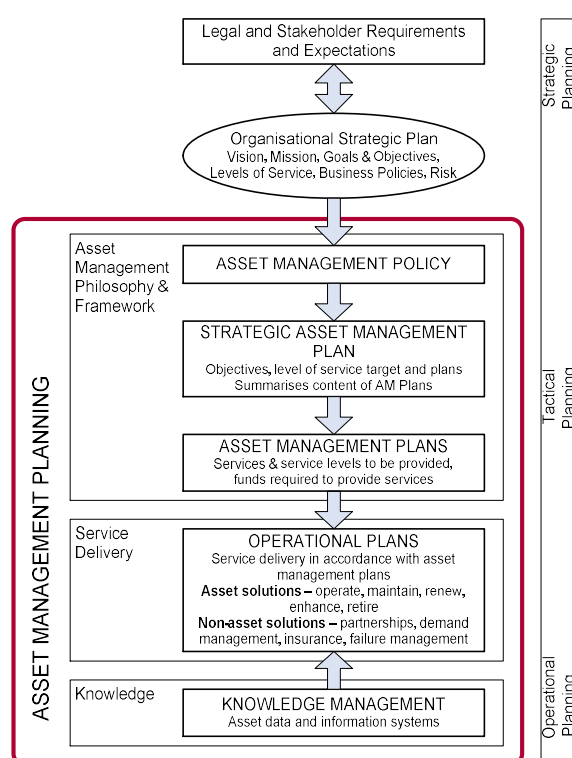 Legal and Stakeholder Requirements
and Expectations
Organisational Strategic Plan
Vision, Mission, Goals & Objectives,
Levels of Service, Business Policies, Risk
Strategic
Planning
ASSET MANAGEMENT PLANNING
Asset
Management
Philosophy &
Framework
ASSET MANAGEMENT POLICY
STRATEGIC ASSET MANAGEMENT
PLAN
Objectives, level of service target and plans
Summarises content of AM Plans
ASSET MANAGEMENT PLANS
Services & service levels to be provided,
funds required to provide services
Tactical
Planning
Service
Delivery
OPERATIONAL PLANS
Service delivery in accordance with asset
management plans
Asset solutions – operate, maintain, renew,
enhance, retire
Non-asset solutions – partnerships, demand
management, insurance, failure management
Knowledge
KNOWLEDGE MANAGEMENT
Asset data and information systems
Operational
Planning